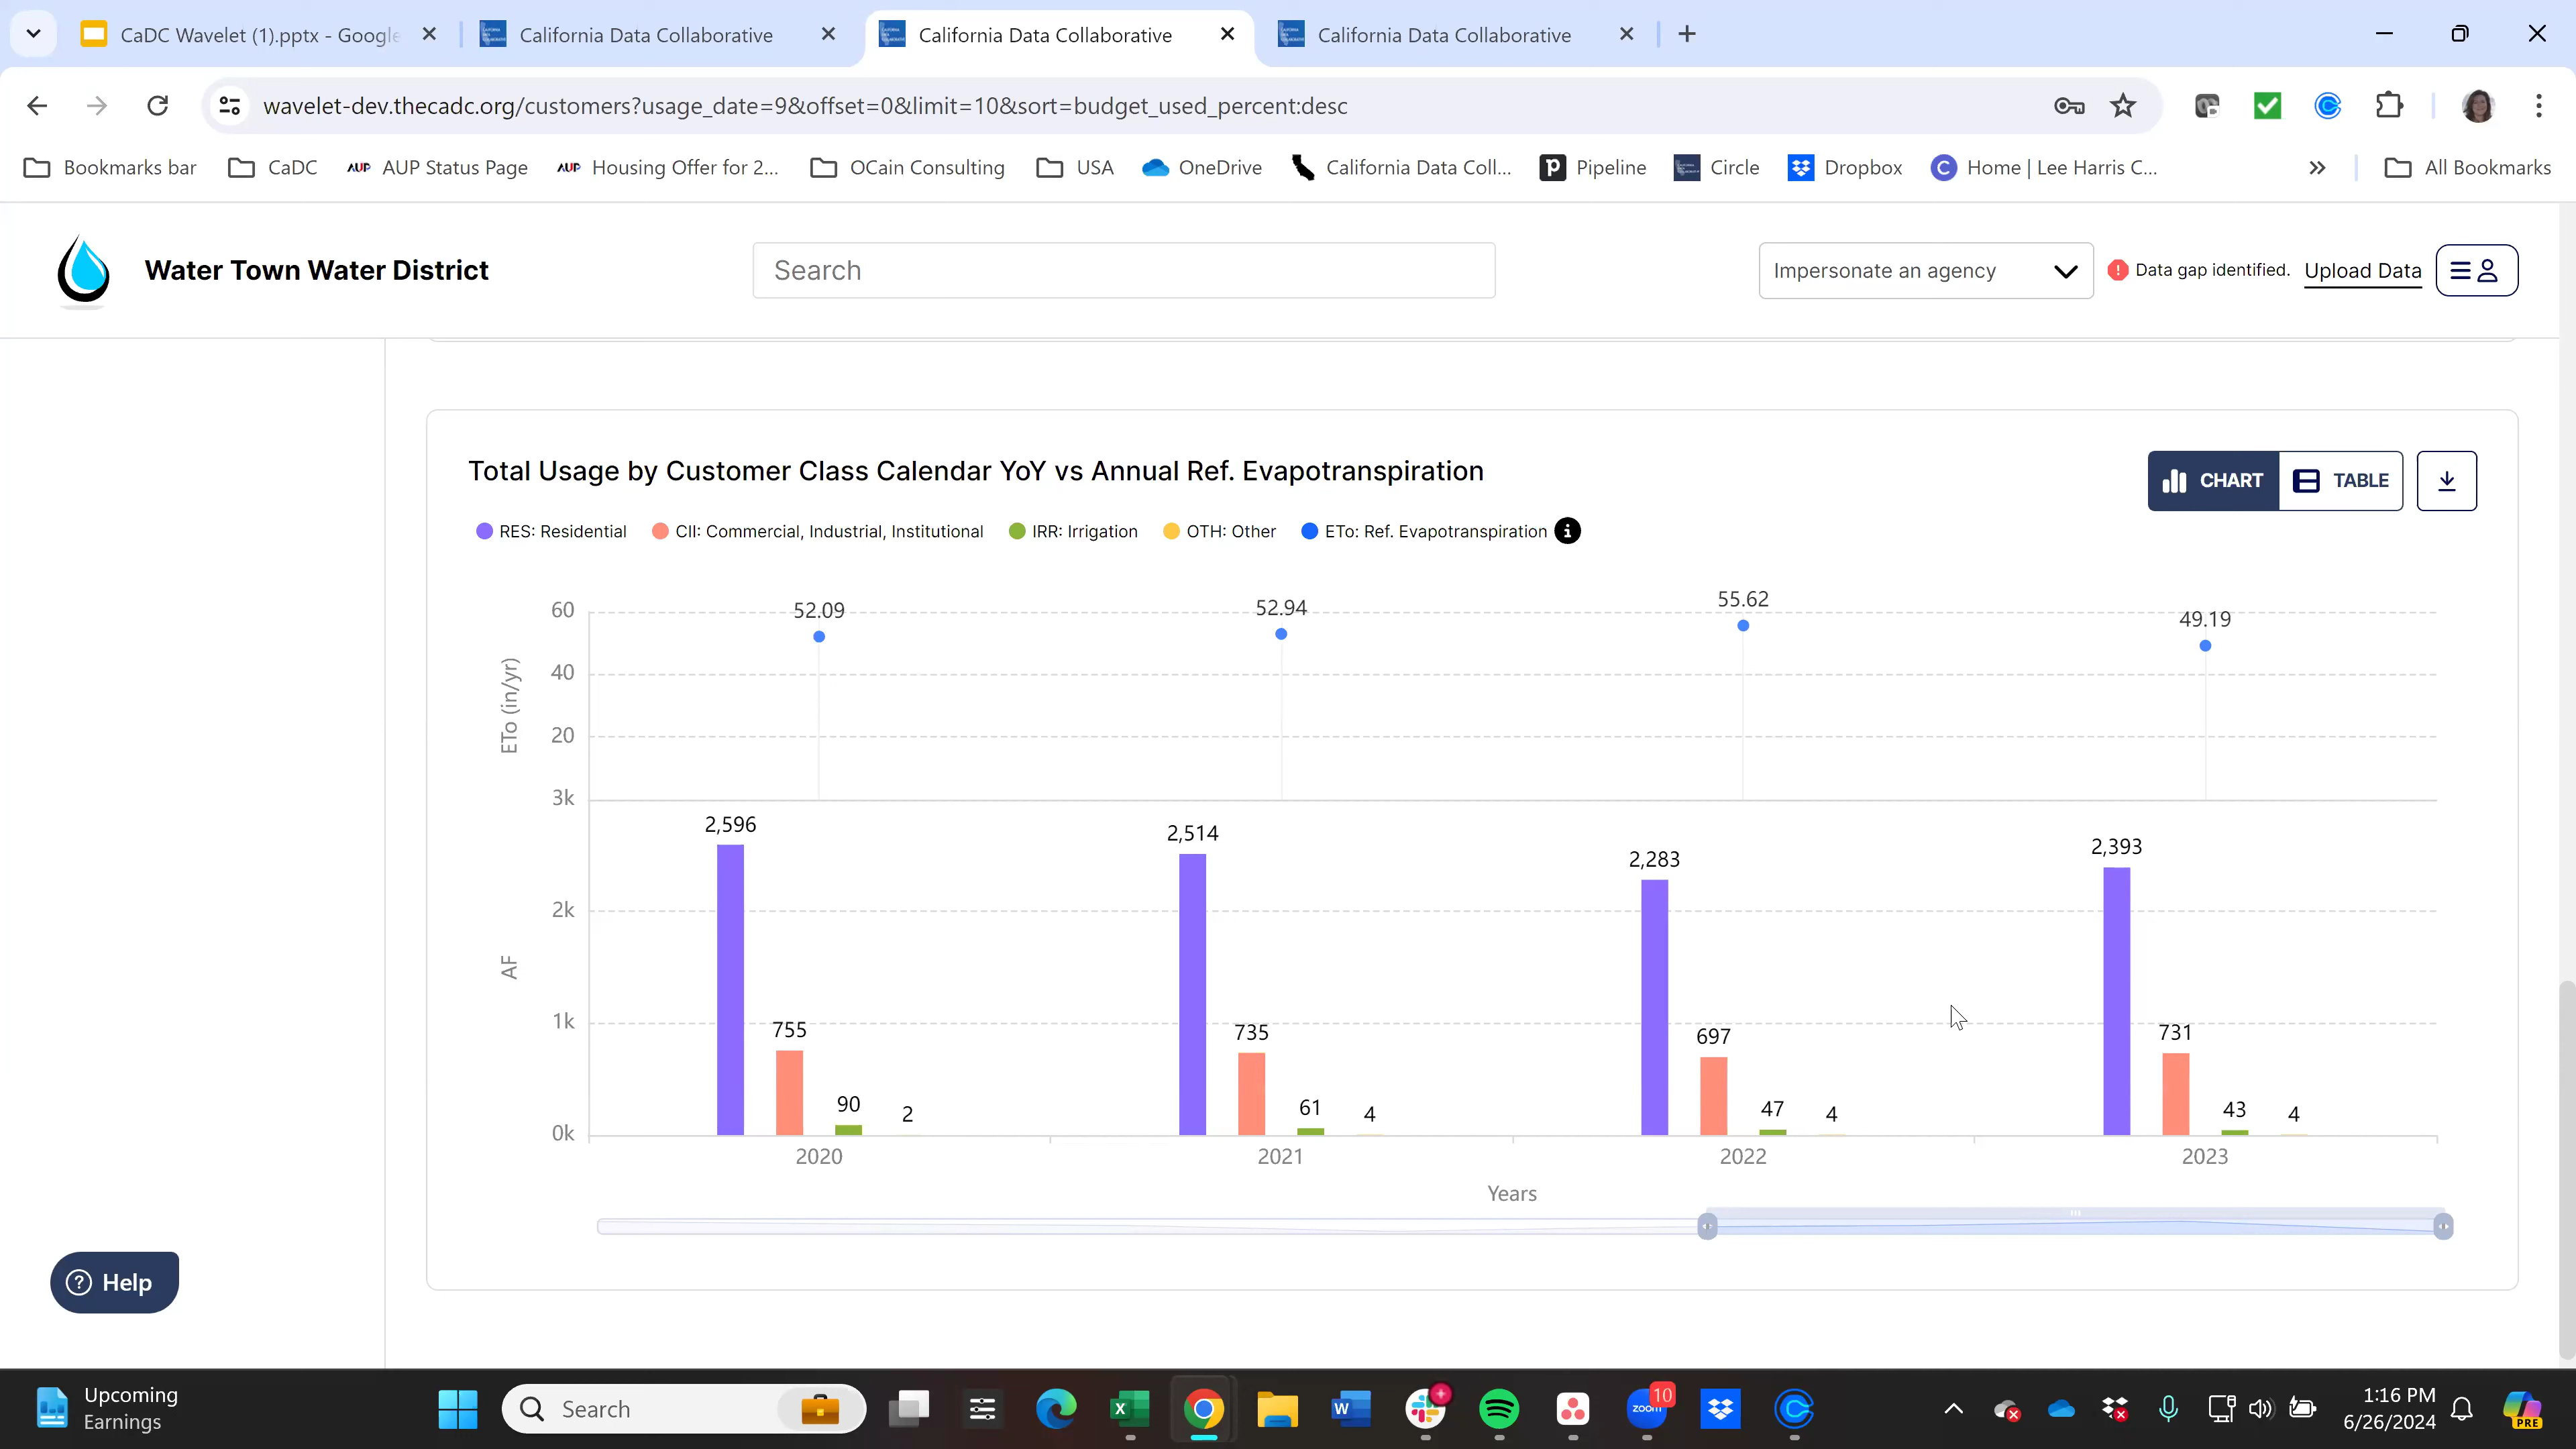 CaDC Wavelet (1).pptx - Google
California Data Collaborative
California Data Collaborative
California Data Collaborative
wavelet-dev.thecadc.org/customers?usage_date=9&offset=0&limit=10&sort=budget_used_percent:desc
Bookmarks bar
CaDC
AUP AUP Status Page
AUP Housing Offer for 2...
OCain Consulting
USA
OneDrive
California Data Coll...
Pipeline
Circle
Dropbox
C Home | Lee Harris C...
All Bookmarks
Water Town Water District
Search
Impersonate an agency
Data gap identified.
Upload Data
Total Usage by Customer Class Calendar YoY vs Annual Ref. Evapotranspiration
CHART
TABLE
RES: Residential
CII: Commercial, Industrial, Institutional
IRR: Irrigation
OTH: Other
ETo: Ref. Evapotranspiration
ETo (in/yr)
60
40
20
52.09
52.94
55.62
49.19
AF
3k
2k
1k
0k
2,596
755
90
2
2,514
735
61
4
2,283
697
47
4
2,393
731
43
4
2020
2021
2022
2023
Years
Help
Upcoming
Earnings
Search
zoom
10
1:16 PM
6/26/2024
PRE